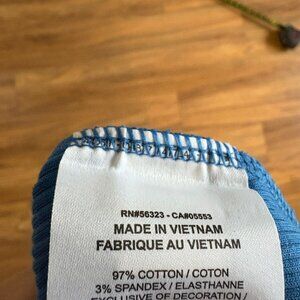 RN#56323 - CA#05553
MADE IN VIETNAM
FABRIQUE AU VIETNAM
97% COTTON / COTON
3% SPANDEX / ELASTHANNE
EXCLUSIVE OF DECORATION /